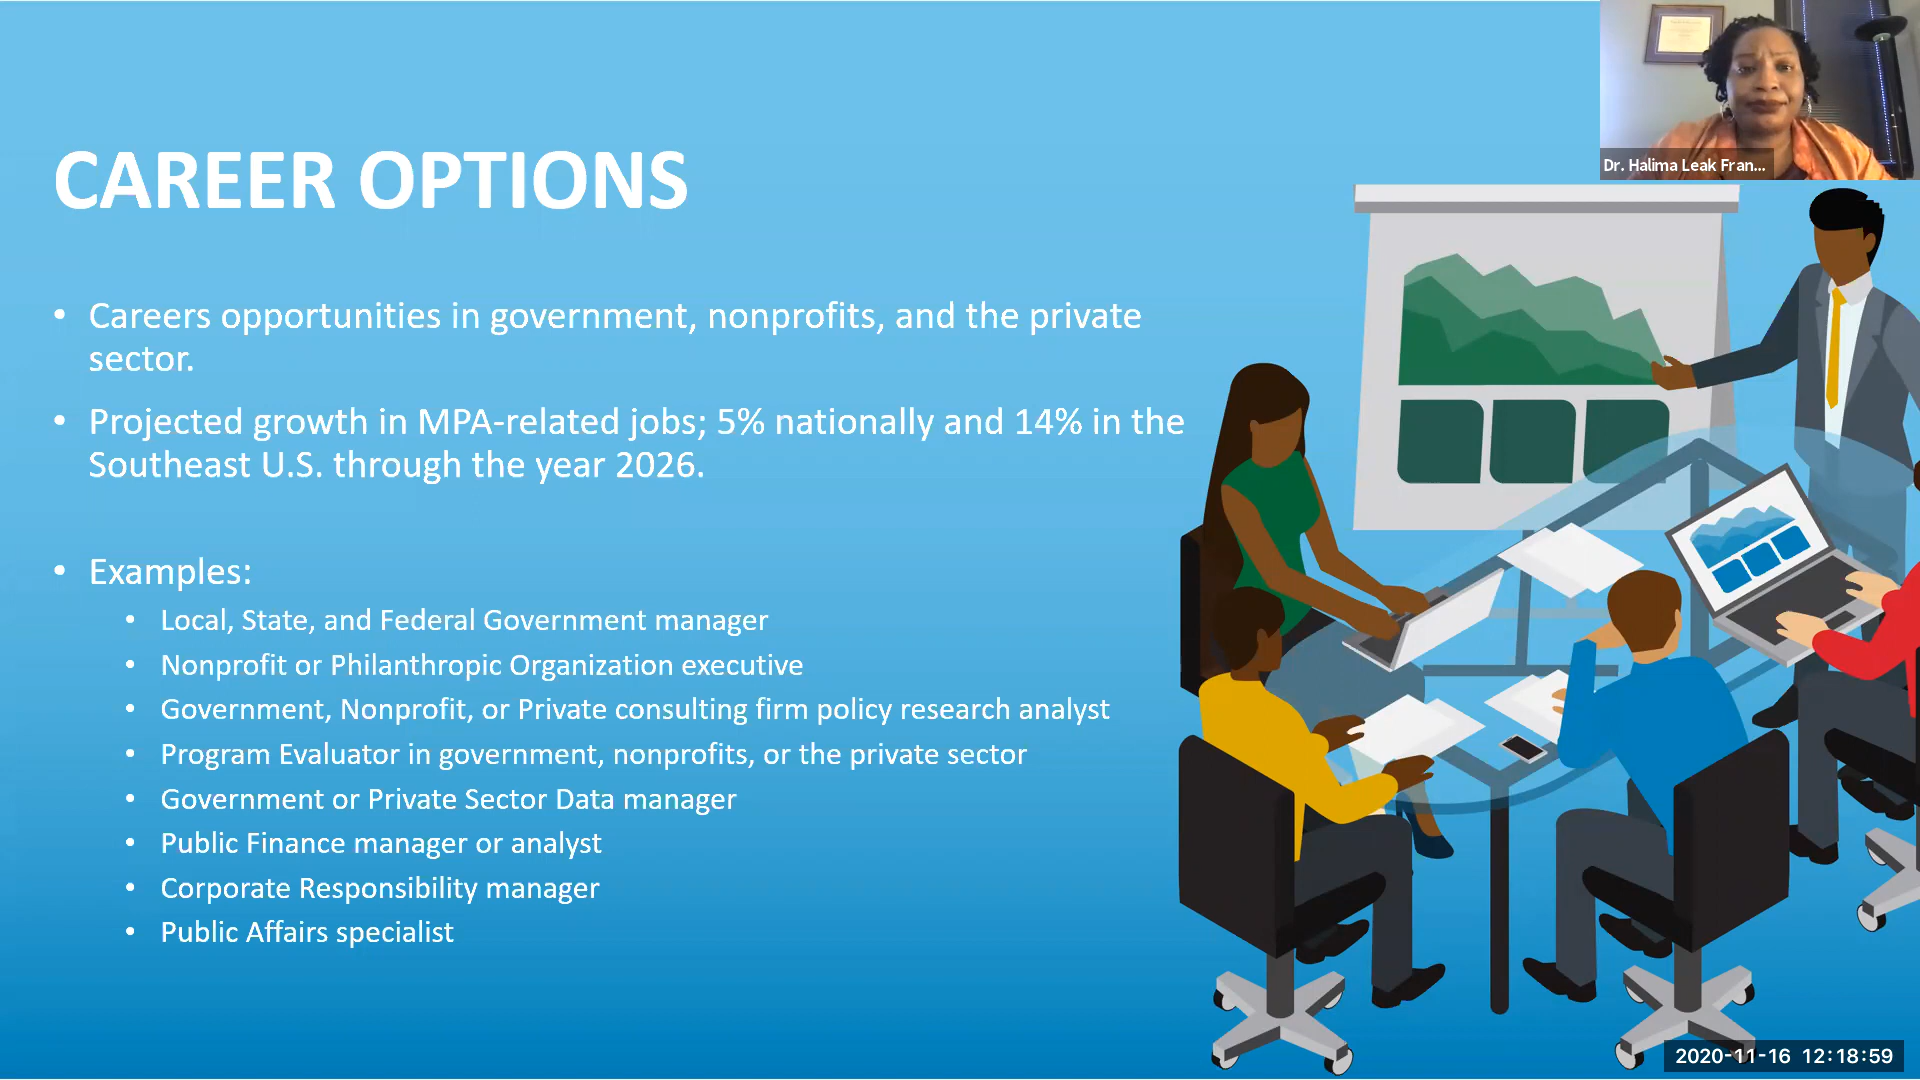 Dr. Halima Leak Fran...
CAREER OPTIONS
• Careers opportunities in government, nonprofits, and the private
sector.
• Projected growth in MPA-related jobs; 5% nationally and 14% in the
Southeast U.S. through the year 2026.
• Examples:
• Local, State, and Federal Government manager
• Nonprofit or Philanthropic Organization executive
• Government, Nonprofit, or Private consulting firm policy research analyst
• Program Evaluator in government, nonprofits, or the private sector
• Government or Private Sector Data manager
• Public Finance manager or analyst
• Corporate Responsibility manager
• Public Affairs specialist
2020-11-16 12:18:59